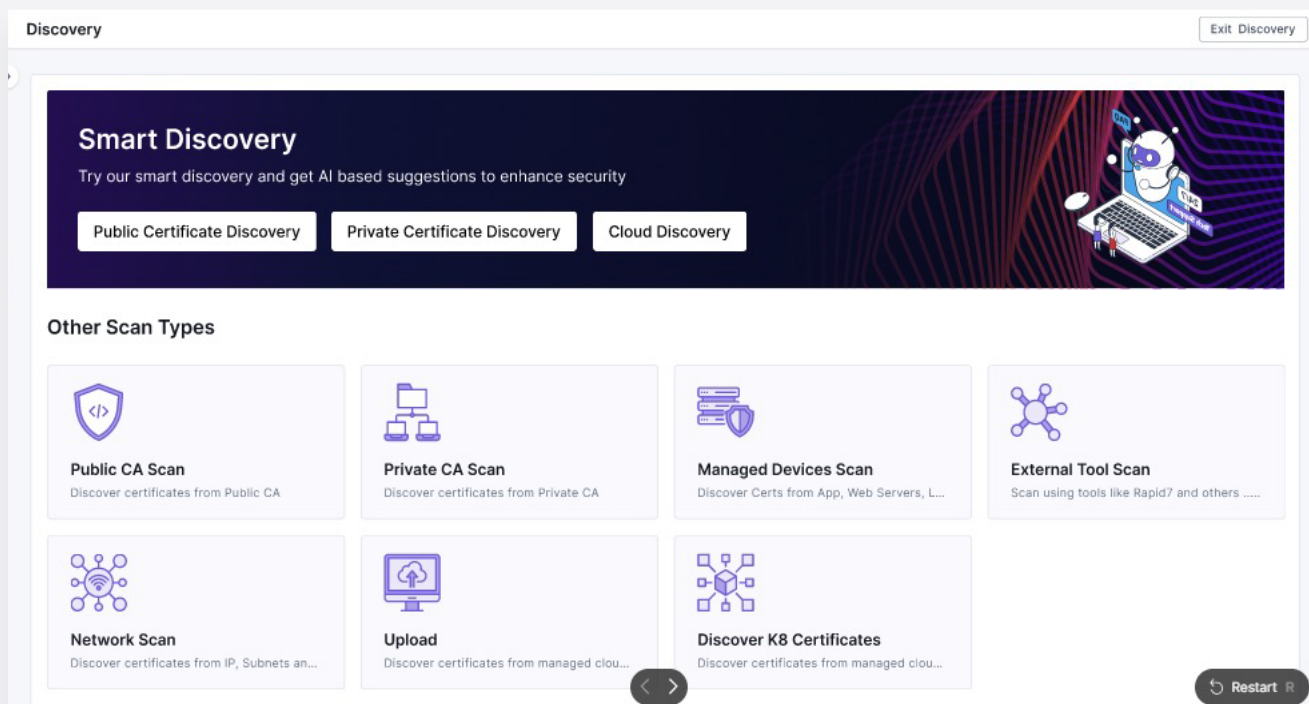 Discovery
Exit Discovery
Smart Discovery
Try our smart discovery and get AI based suggestions to enhance security
Public Certificate Discovery
Private Certificate Discovery
Cloud Discovery
Other Scan Types
Public CA Scan
Discover certificates from Public CA
Private CA Scan
Discover certificates from Private CA
Managed Devices Scan
Discover Certs from App, Web Servers, L...
External Tool Scan
Scan using tools like Rapid7 and others .....
Network Scan
Discover certificates from IP, Subnets an...
Upload
Discover certificates from managed clou...
Discover K8 Certificates
Discover certificates from managed clou...
Restart R